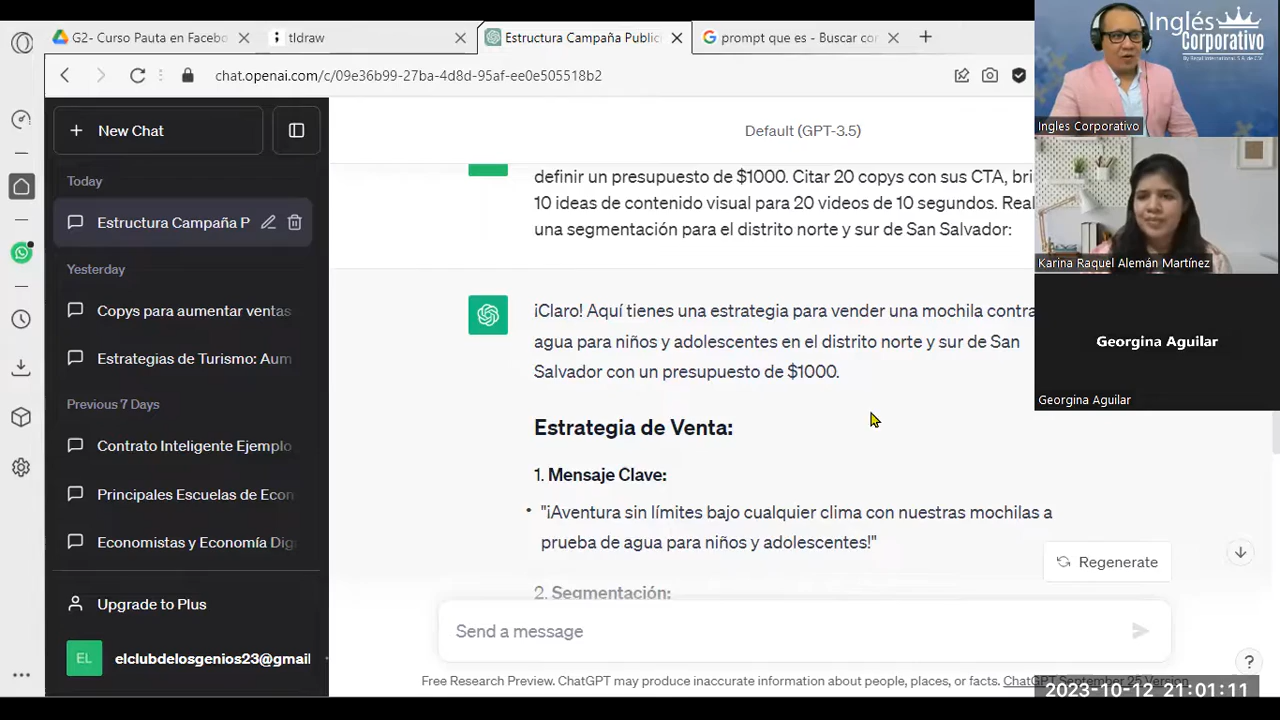 G2- Curso Pauta en Facebo
tldraw
Estructura Campaña Public
prompt que es - Buscar con
chat.openai.com/c/09e36b99-27ba-4d8d-95af-ee0e505518b2
New Chat
Today
Estructura Campaña P
Yesterday
Copys para aumentar ventas
Estrategias de Turismo: Aum
Previous 7 Days
Contrato Inteligente Ejemplo
Principales Escuelas de Econ
Economistas y Economía Dig
Upgrade to Plus
EL
elclubdelosgenios23@gmail
Default (GPT-3.5)
definir un presupuesto de $1000. Citar 20 copys con sus CTA, bri
10 ideas de contenido visual para 20 videos de 10 segundos. Real
una segmentación para el distrito norte y sur de San Salvador:
¡Claro! Aquí tienes una estrategia para vender una mochila contra
agua para niños y adolescentes en el distrito norte y sur de San
Salvador con un presupuesto de $1000.
Estrategia de Venta:
1. Mensaje Clave:
• "¡Aventura sin límites bajo cualquier clima con nuestras mochilas a
prueba de agua para niños y adolescentes!"
2. Segmentación:
Regenerate
Send a message
Free Research Preview. ChatGPT may produce inaccurate information about people, places, or facts. ChatGPT September 25 Version
?
Inglés
Corporativo
By Regal International, S.A. de C.V.
Ingles Corporativo
Karina Raquel Alemán Martínez
Georgina Aguilar
Georgina Aguilar
2023-10-12 21:01:11